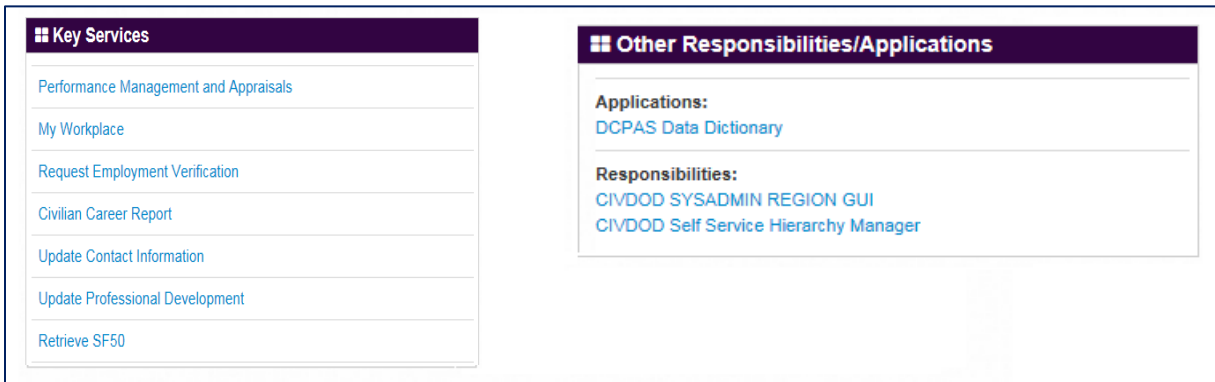 Key Services
Performance Management and Appraisals
My Workplace
Request Employment Verification
Civilian Career Report
Update Contact Information
Update Professional Development
Retrieve SF50
Other Responsibilities/Applications
Applications:
DCPAS Data Dictionary
Responsibilities:
CIVDOD SYSADMIN REGION GUI
CIVDOD Self Service Hierarchy Manager